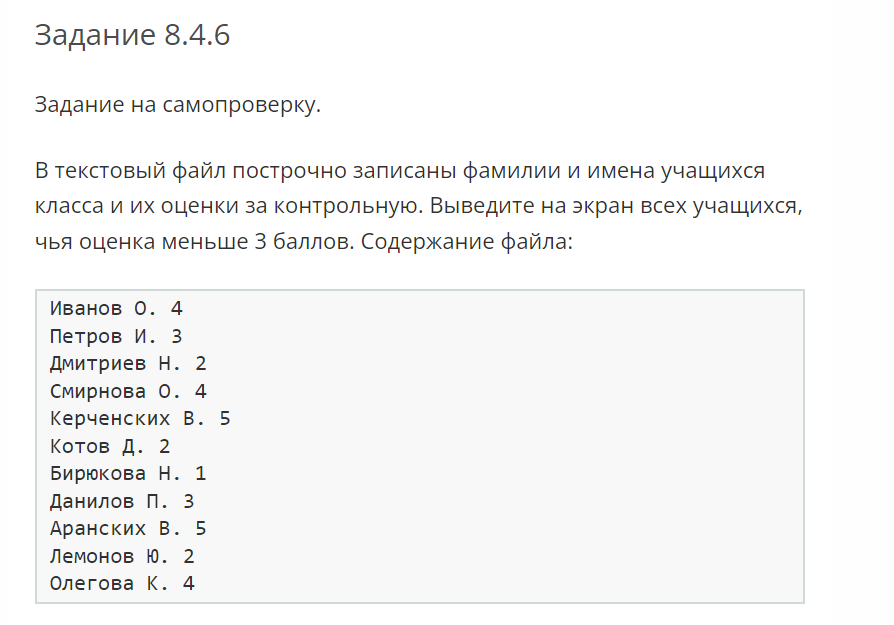 Задание 8.4.6
Задание на самопроверку.
В текстовый файл построчно записаны фамилии и имена учащихся
класса и их оценки за контрольную. Выведите на экран всех учащихся,
чья оценка меньше 3 баллов. Содержание файла:
Иванов О. 4
Петров И. 3
Дмитриев Н. 2
Смирнова О. 4
Керченских В. 5
Котов Д. 2
Бирюкова Н. 1
Данилов П. 3
Аранских В. 5
Лемонов Ю. 2
Олегова К. 4